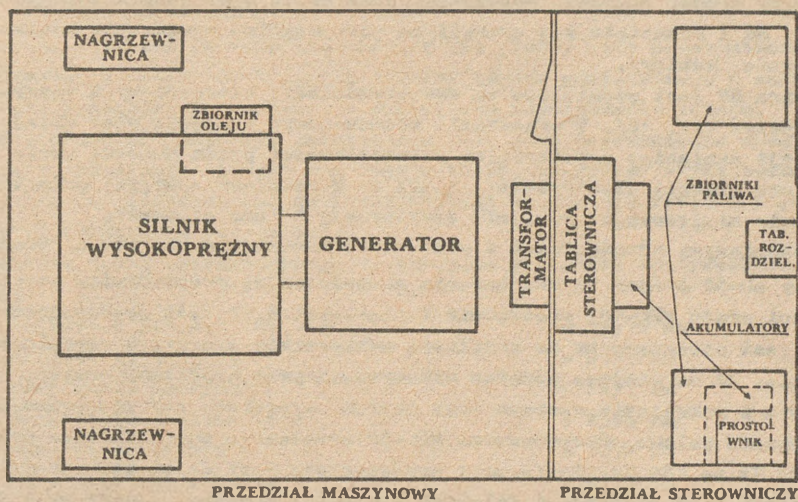 NAGRZEW-
NICA
ZBIORNIK
OLEJU
SILNIK
WYSOKOPRĘŻNY
GENERATOR
TRANSFOR-
MATOR
TABLICA
STEROWNICZA
ZBIORNIKI
PALIWA
TAB.
ROZ-
DZIEL.
AKUMULATORY
PROSTO
WNIK
NAGRZEW-
NICA
PRZEDZIAŁ MASZYNOWY
PRZEDZIAŁ STEROWNICZY